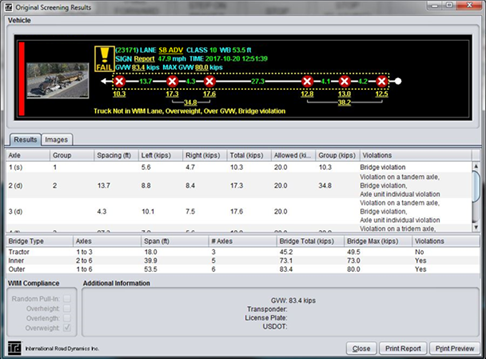 Original Screening Results
Vehicle
(23171) LANE SB ADV CLASS 10 WB 53.5 ft
SIGN Report 47.9 mph TIME 2017-10-20 12:51:39
FAIL GVW 83.4 kips MAX GVW 80.0 kips
13.7 4.3 27.3 4.1 4.2
10.3 17.3 17.6 12.8 13.0 12.5
34.8 38.2
Truck Not in WIM Lane, Overweight, Over GVW, Bridge violation
Results Images
Axle Group Spacing (ft) Left (kips) Right (kips) Total (kips) Allowed (ki... Group (kips) Violations
1 (s) 1 5.6 4.7 10.3 20.0 10.3 Bridge violation
Violation on a tandem axle,
2 (d) 2 13.7 8.8 8.4 17.3 20.0 34.8 Bridge violation,
Axle unit individual violation
Violation on a tandem axle,
3 (d) 4.3 10.1 7.5 17.6 20.0 Bridge violation,
Axle unit individual violation
Violation on a tridem axle,
Bridge Type Axles Span (ft) # Axles Bridge Total (kips) Bridge Max (kips) Violations
Tractor 1 to 3 18.0 3 45.2 49.5 No
Inner 2 to 6 39.9 5 73.1 73.0 Yes
Outer 1 to 6 53.5 6 83.4 80.0 Yes
WIM Compliance Additional Information
Random Pull-in:
Overheight:
Overlength:
Overweight:
GVW: 83.4 kips
Transponder:
License Plate:
USDOT:
International Road Dynamics Inc.
Close Print Report Print Preview